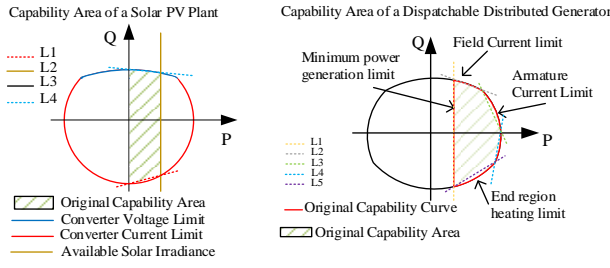 Capability Area of a Solar PV Plant
Q
L1
L2
L3
L4
P
Original Capability Area
Converter Voltage Limit
Converter Current Limit
Available Solar Irradiance
Capability Area of a Dispatchable Distributed Generator
Q
Field Current limit
Minimum power
generation limit
Armature
Current Limit
P
L1
L2
L3
L4
L5
End region
heating limit
Original Capability Curve
Original Capability Area